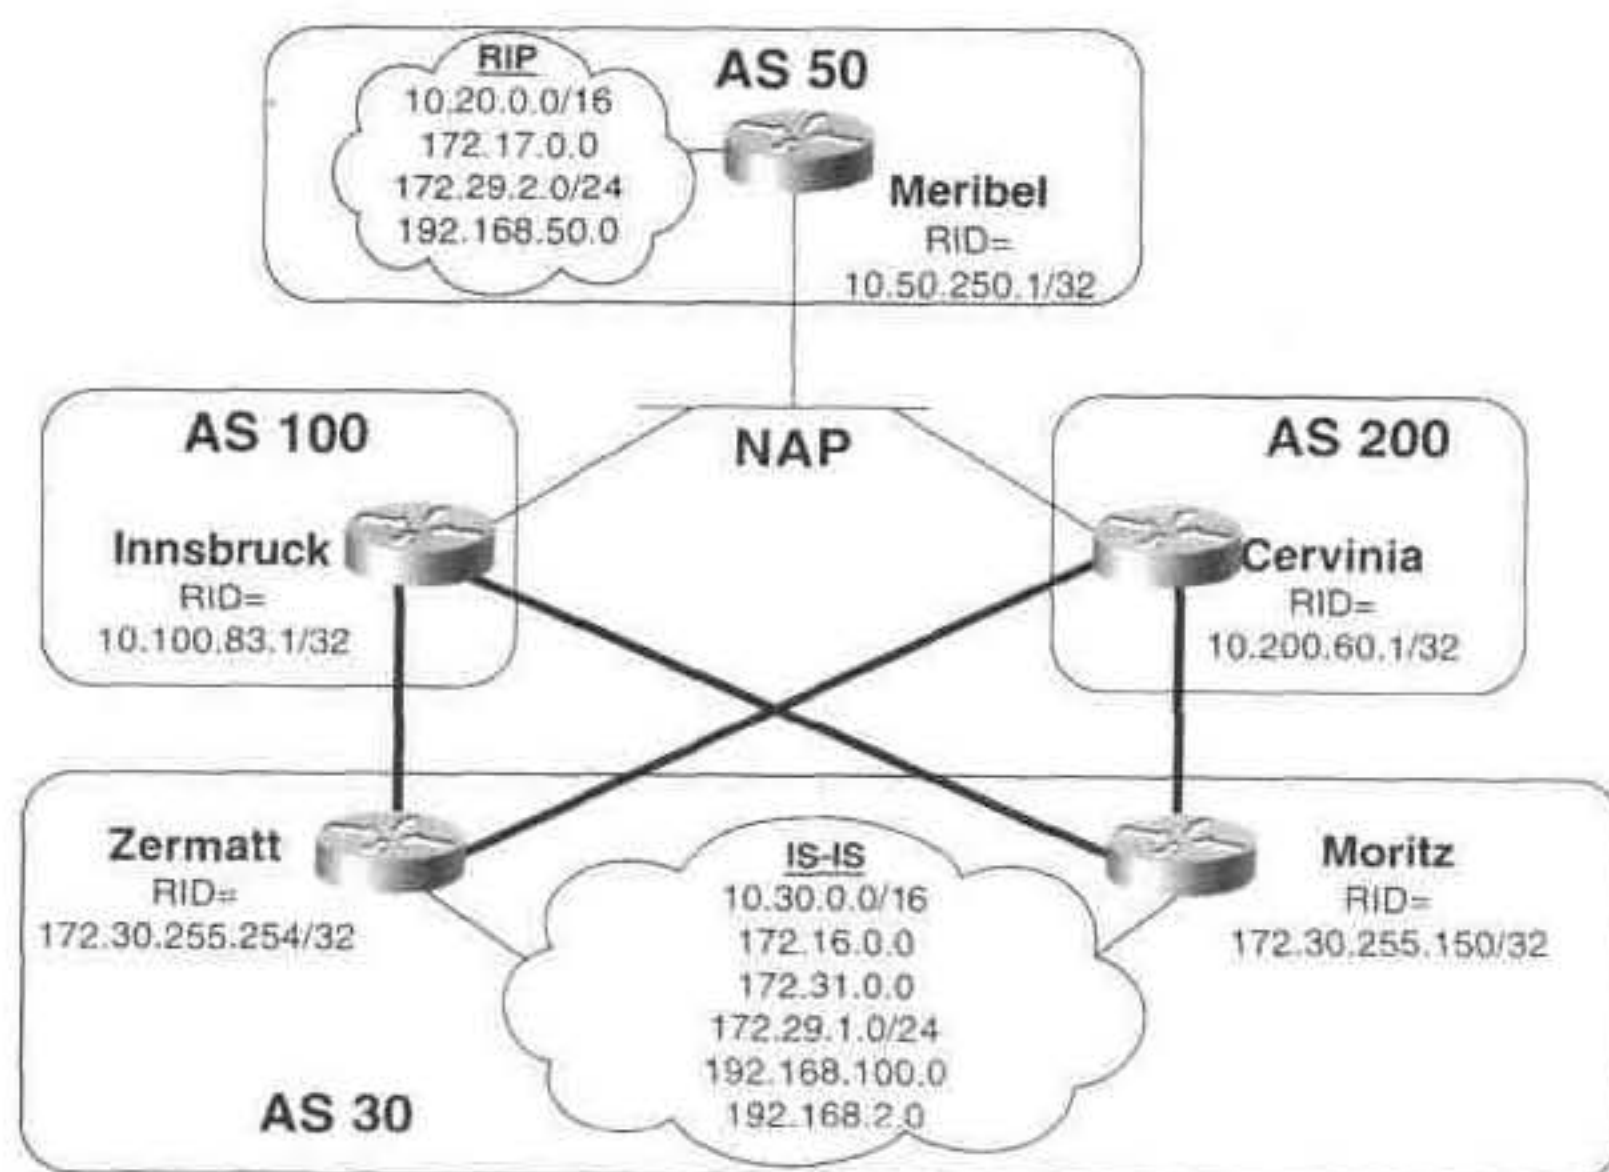 RIP
10.20.0.0/16
172.17.0.0
172.29.2.0/24
192.168.50.0
AS 50
Meribel
RID=
10.50.250.1/32
AS 100
Innsbruck
RID=
10.100.83.1/32
NAP
AS 200
Cervinia
RID=
10.200.60.1/32
Zermatt
RID=
172.30.255.254/32
IS-IS
10.30.0.0/16
172.16.0.0
172.31.0.0
172.29.1.0/24
192.168.100.0
192.168.2.0
Moritz
RID=
172.30.255.150/32
AS 30